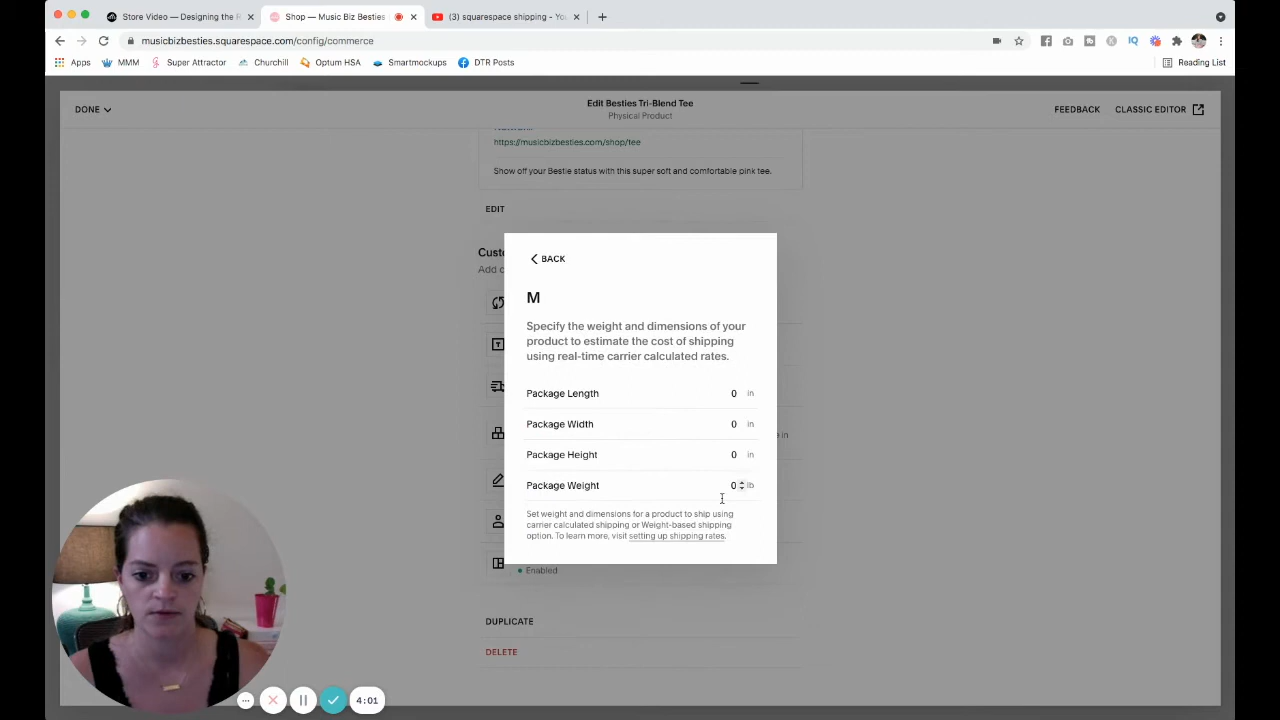 Store Video — Designing the R
Shop — Music Biz Besties
(3) squarespace shipping - You
musicbizbesties.squarespace.com/config/commerce
Apps
MMM
Super Attractor
Churchill
Optum HSA
Smartmockups
DTR Posts
Reading List
DONE
Edit Besties Tri-Blend Tee
Physical Product
FEEDBACK
CLASSIC EDITOR
https://musicbizbesties.com/shop/tee
Show off your Bestie status with this super soft and comfortable pink tee.
EDIT
Custo
Add c
BACK
M
Specify the weight and dimensions of your
product to estimate the cost of shipping
using real-time carrier calculated rates.
Package Length 0 in
Package Width 0 in
Package Height 0 in
Package Weight 0 lb
Set weight and dimensions for a product to ship using
carrier calculated shipping or Weight-based shipping
option. To learn more, visit setting up shipping rates.
e in
Enabled
DUPLICATE
DELETE
4:01